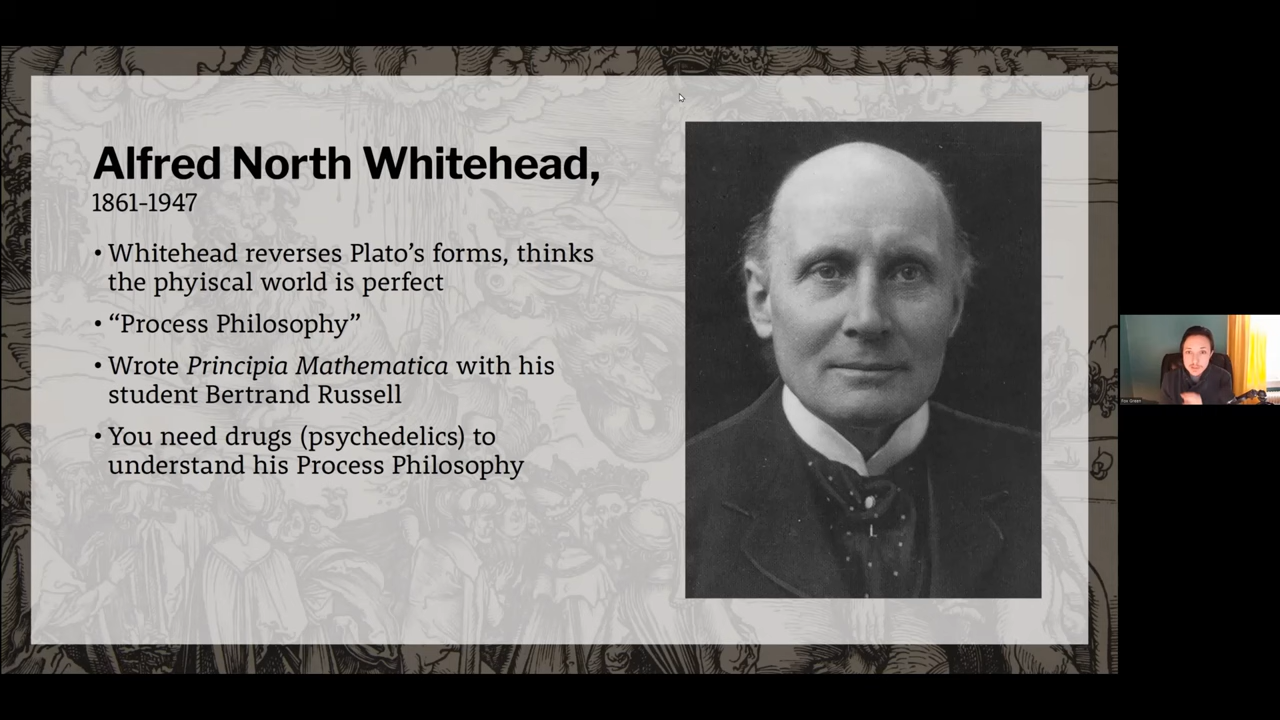 Alfred North Whitehead,
1861-1947
• Whitehead reverses Plato’s forms, thinks
the phyiscal world is perfect
• “Process Philosophy”
• Wrote Principia Mathematica with his
student Bertrand Russell
• You need drugs (psychedelics) to
understand his Process Philosophy